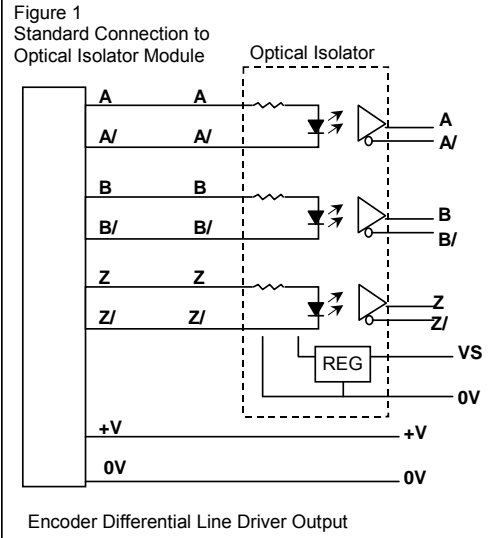 Figure 1
Standard Connection to
Optical Isolator Module
Optical Isolator
A A
A
A/ A/
A/
B B
B
B/ B/
B/
Z Z
Z
Z/ Z/
Z/
REG
VS
0V
+V
+V
0V
0V
Encoder Differential Line Driver Output